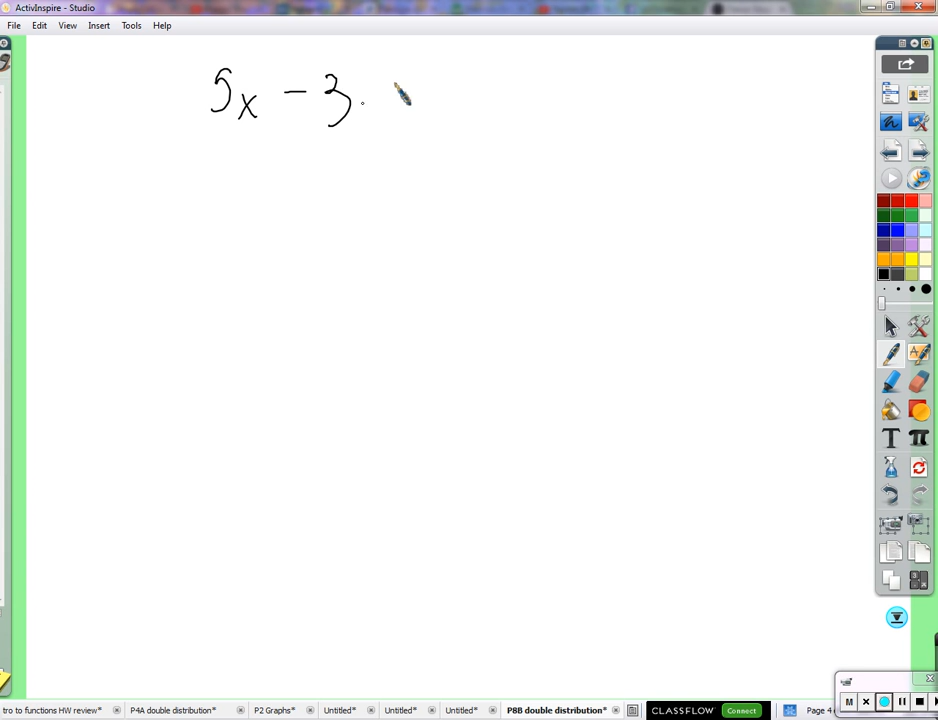 ActivInspire - Studio
File Edit View Insert Tools Help
5x - 3.
tro to functions HW review* P4A double distribution* P2 Graphs* Untitled* Untitled* Untitled* P8B double distribution* CLASSFLOW Connect Page 4
M